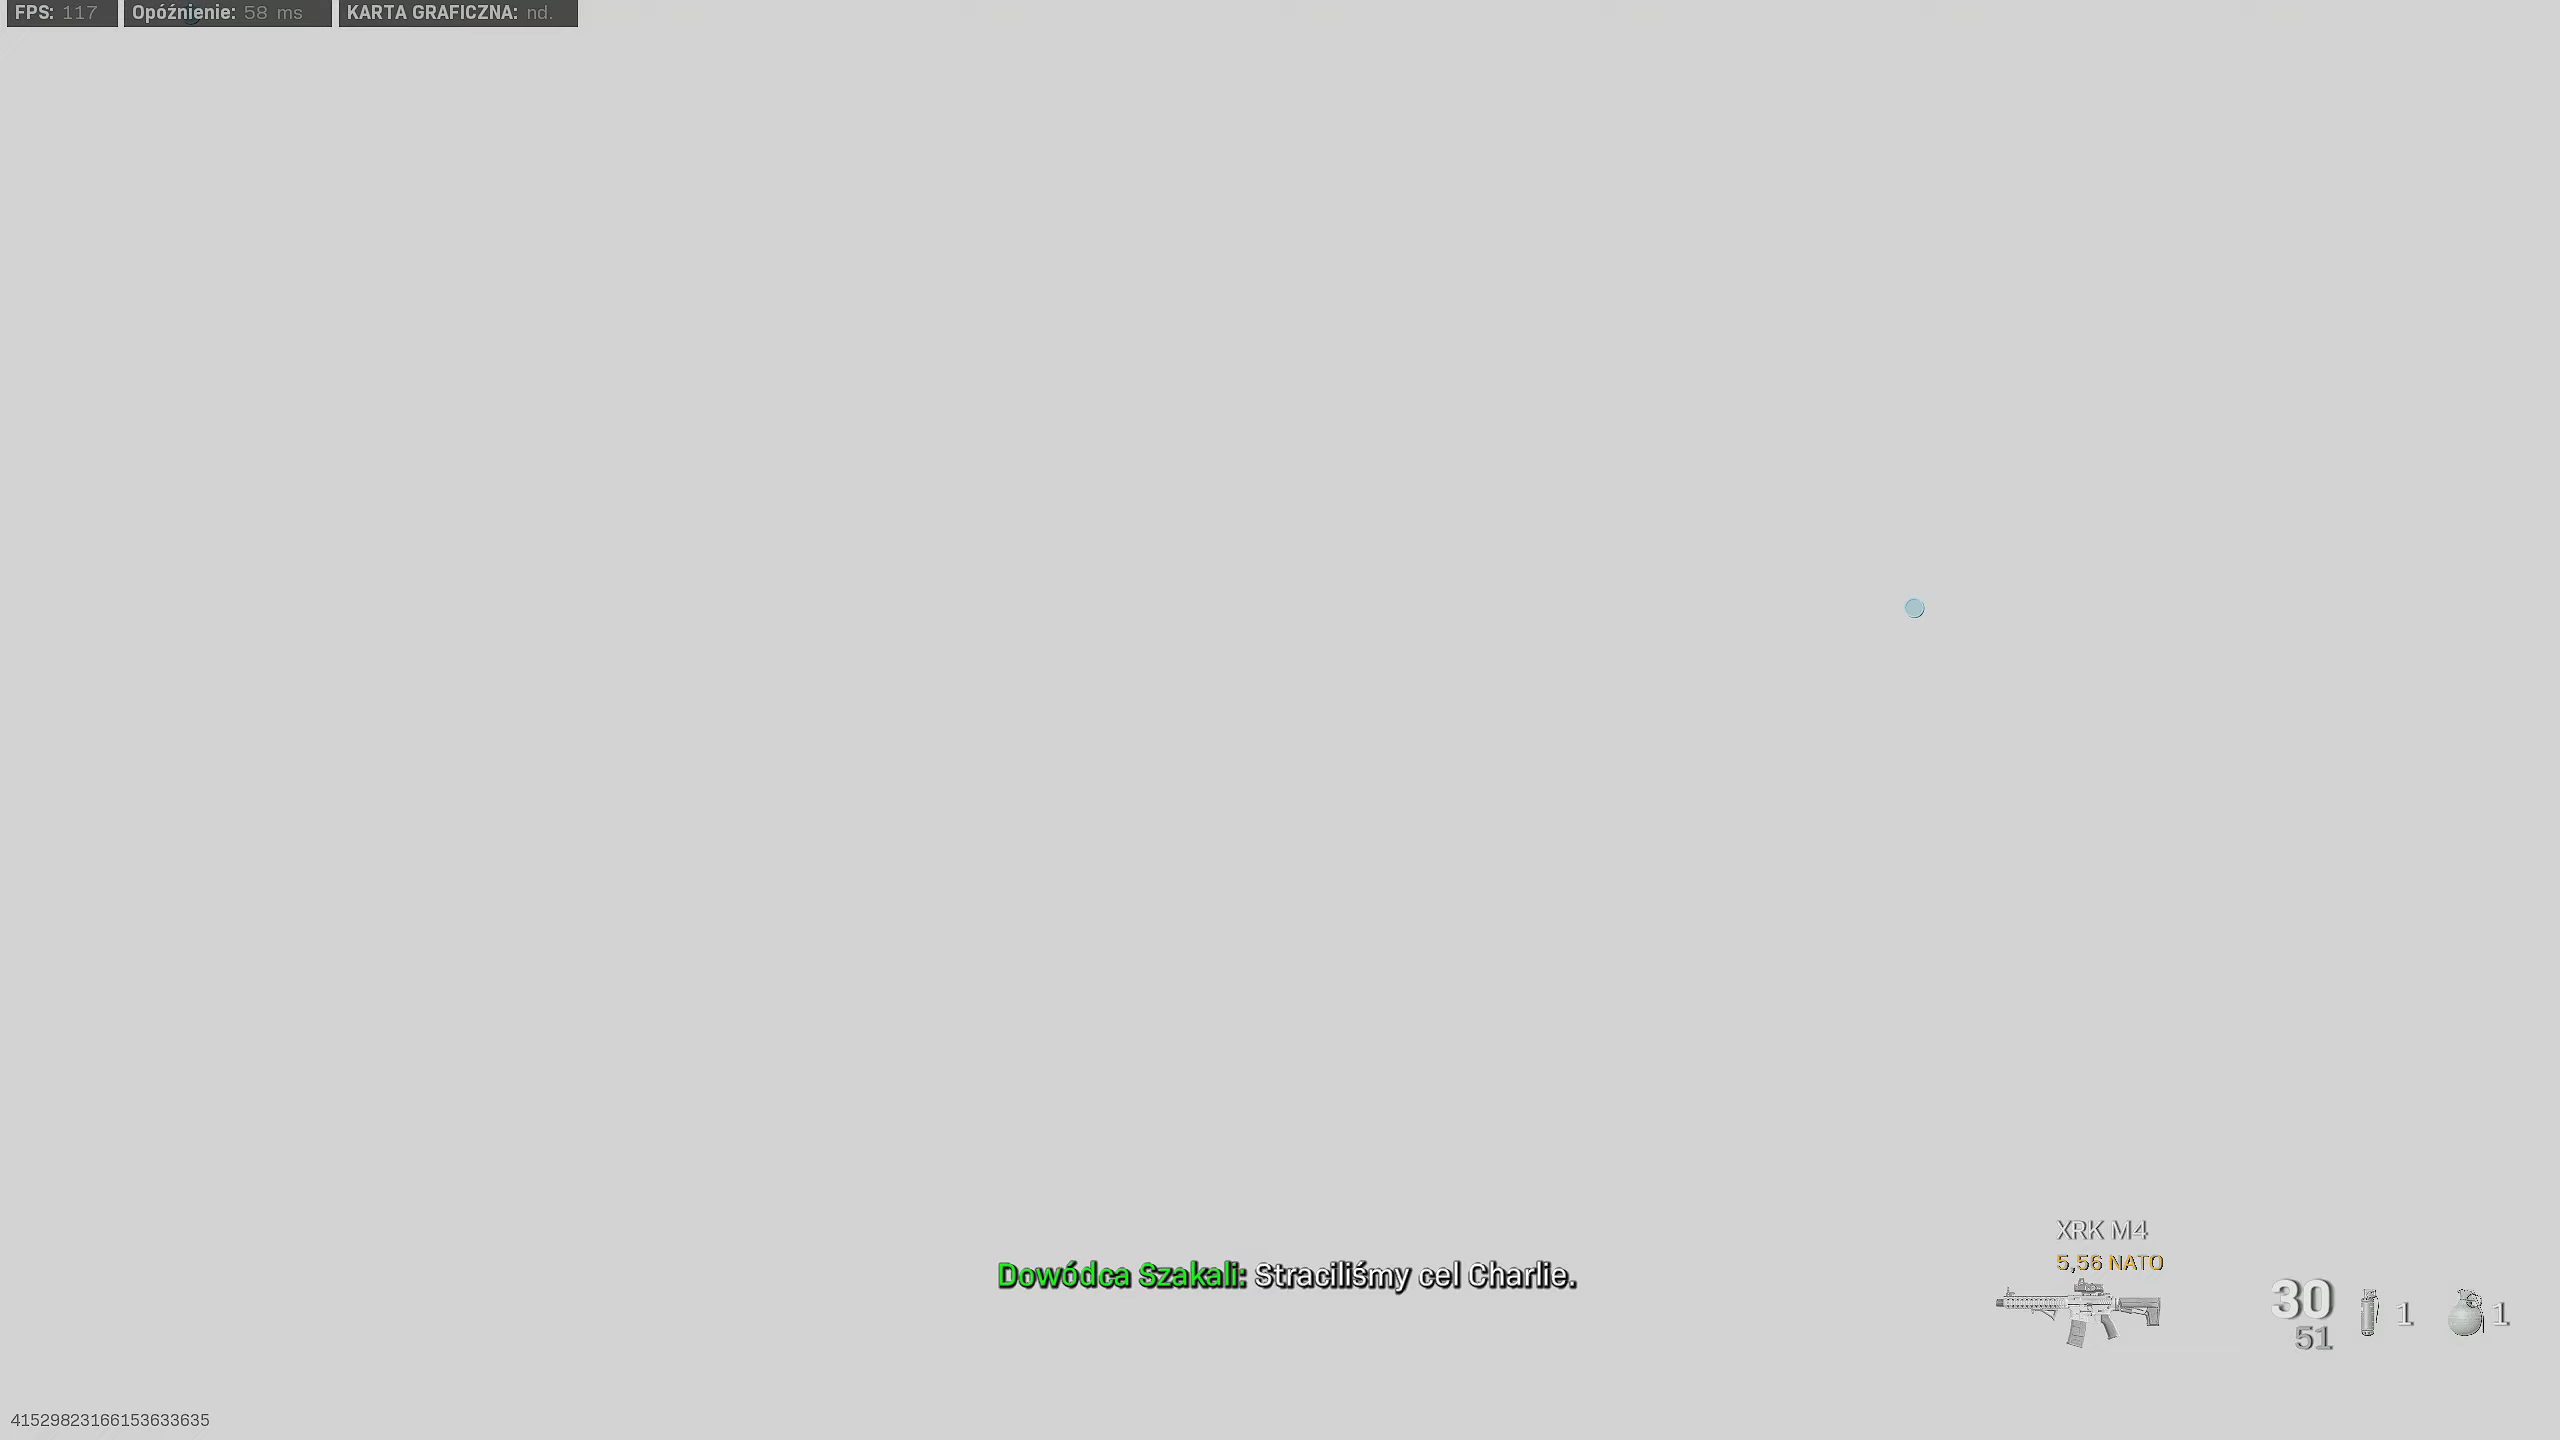 FPS: 117 Opóźnienie: 58 ms KARTA GRAFICZNA: nd.
Dowódca Szakali: Straciliśmy cel Charlie.
XRK M4
5,56 NATO
30
51
1
1
41529823166153633635